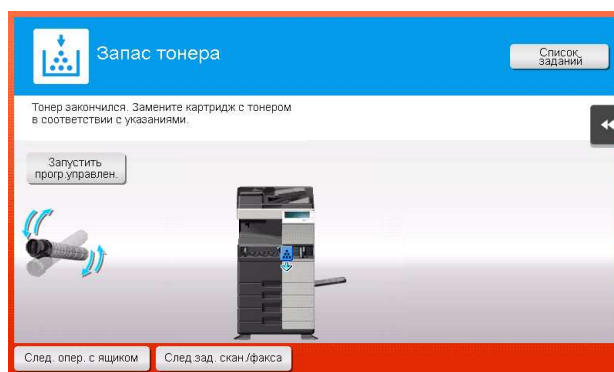 Запас тонера
Список
заданий
Тонер закончился. Замените картридж с тонером
в соответствии с указаниями.
Запустить
прогр.управлен.
След. опер. с ящиком
След.зад. скан./факса